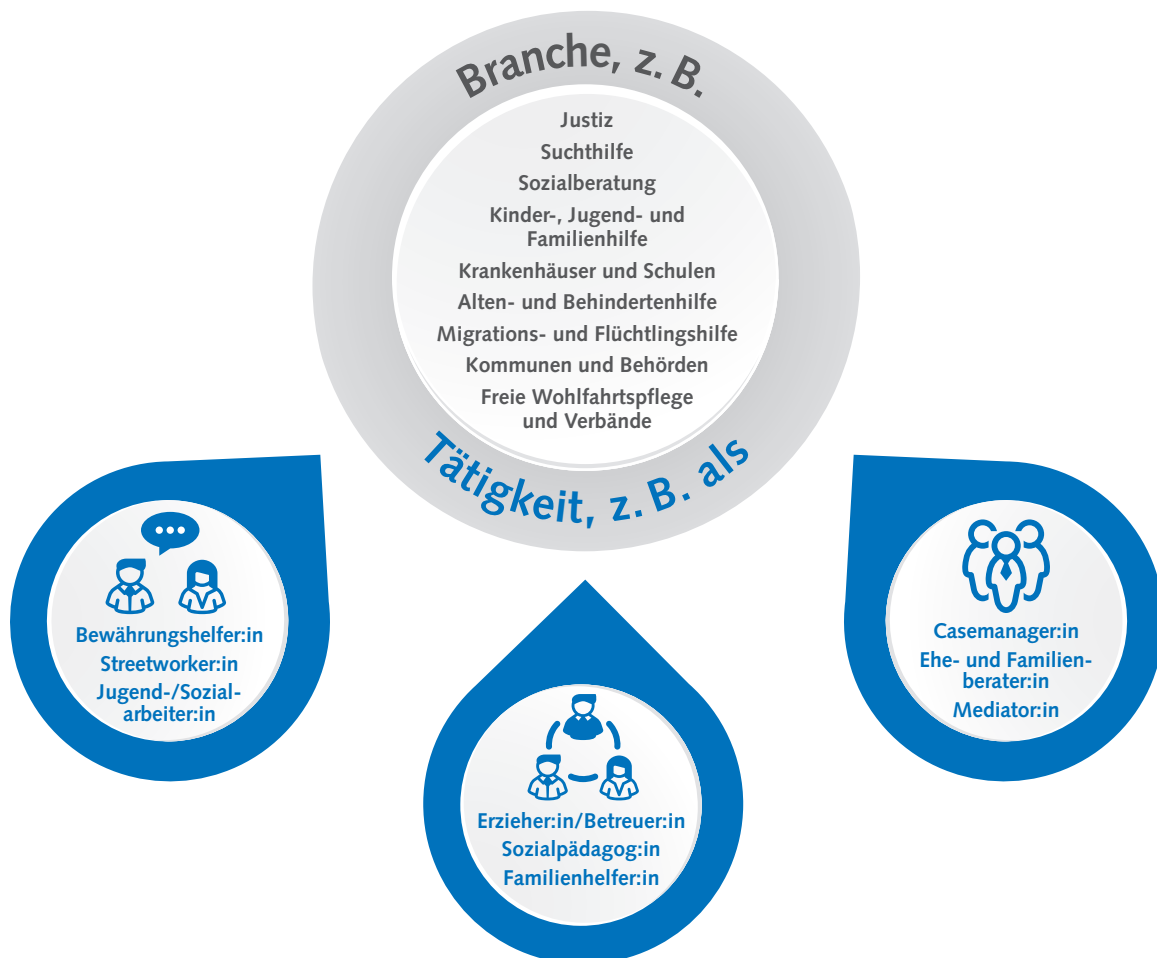 Branche, z. B.
Justiz
Suchthilfe
Sozialberatung
Kinder-, Jugend- und
Familienhilfe
Krankenhäuser und Schulen
Alten- und Behindertenhilfe
Migrations- und Flüchtlingshilfe
Kommunen und Behörden
Freie Wohlfahrtspflege
und Verbände
Tätigkeit, z. B. als
Bewährungshelfer:in
Streetworker:in
Jugend-/Sozial-
arbeiter:in
Erzieher:in/Betreuer:in
Sozialpädagog:in
Familienhelfer:in
Casemanager:in
Ehe- und Familien-
berater:in
Mediator:in